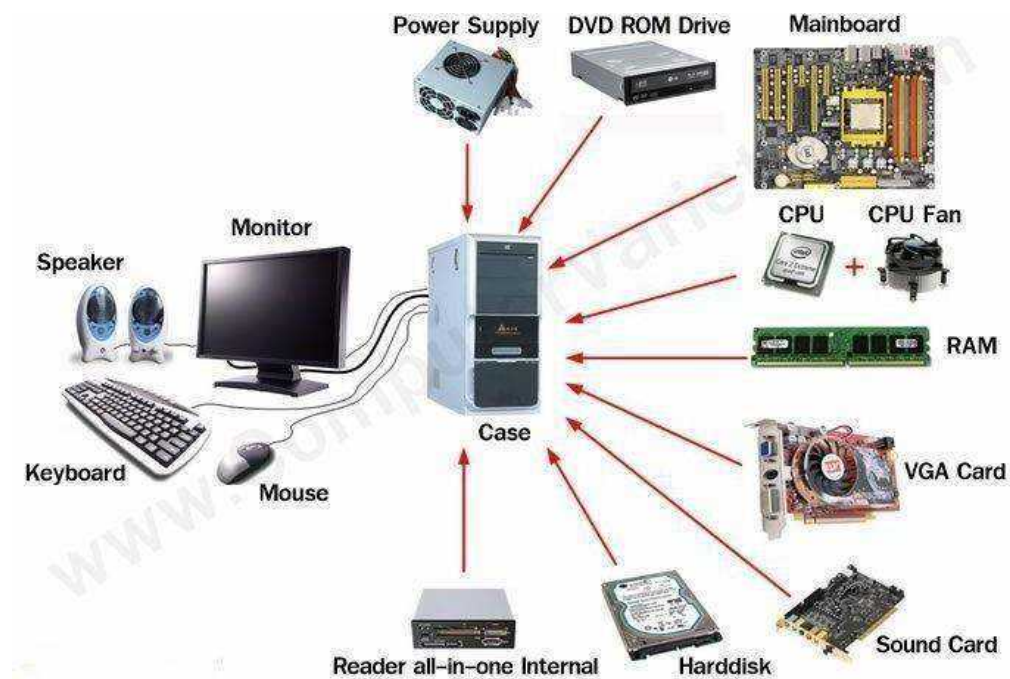 Power Supply
DVD ROM Drive
Mainboard
CPU
CPU Fan
+
Monitor
Speaker
RAM
Case
Keyboard
Mouse
VGA Card
Reader all-in-one Internal
Harddisk
Sound Card